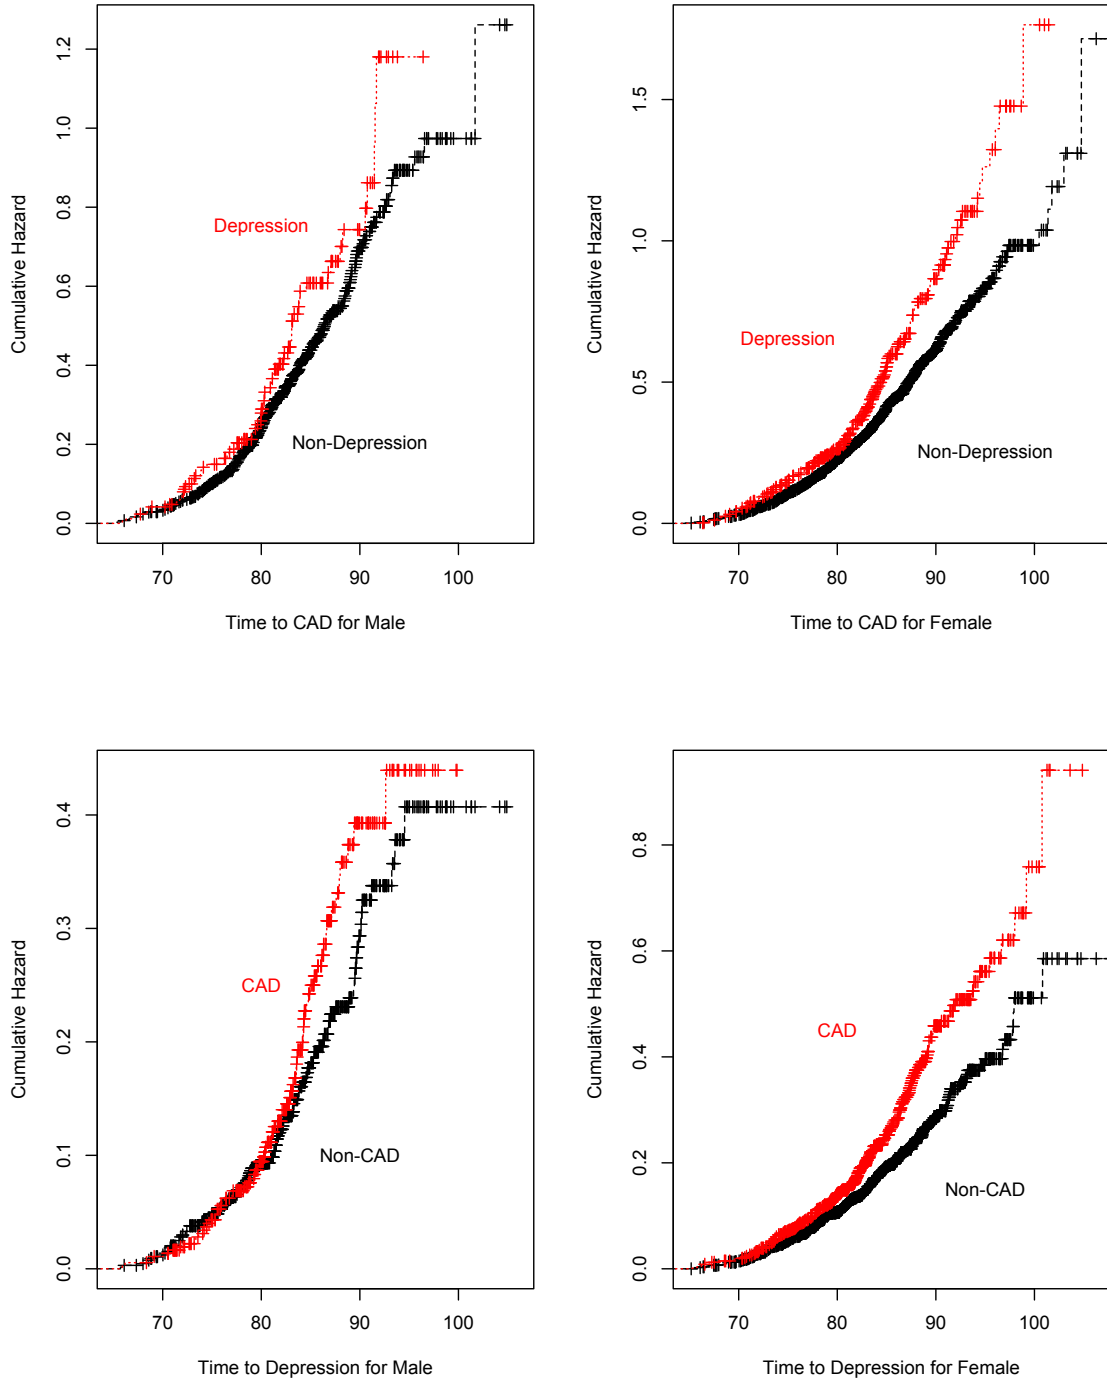 Cumulative Hazard
1.2
1.0
0.8
0.6
0.4
0.2
0.0
Depression
Non-Depression
70 80 90 100
Time to CAD for Male
Cumulative Hazard
1.5
1.0
0.5
0.0
Depression
Non-Depression
70 80 90 100
Time to CAD for Female
Cumulative Hazard
0.4
0.3
0.2
0.1
0.0
CAD
Non-CAD
70 80 90 100
Time to Depression for Male
Cumulative Hazard
0.8
0.6
0.4
0.2
0.0
CAD
Non-CAD
70 80 90 100
Time to Depression for Female